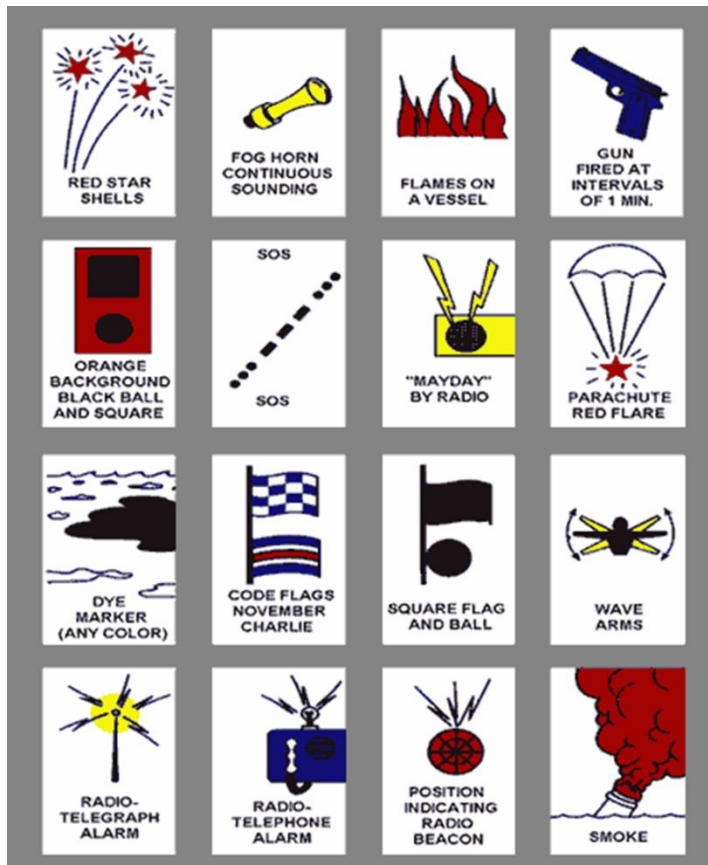 RED STAR
SHELLS
FOG HORN
CONTINUOUS
SOUNDING
FLAMES ON
A VESSEL
GUN
FIRED AT
INTERVALS
OF 1 MIN.
ORANGE
BACKGROUND
BLACK BALL
AND SQUARE
SOS
SOS
"MAYDAY"
BY RADIO
PARACHUTE
RED FLARE
DYE
MARKER
(ANY COLOR)
CODE FLAGS
NOVEMBER
CHARLIE
SQUARE FLAG
AND BALL
WAVE
ARMS
RADIO-
TELEGRAPH
ALARM
RADIO-
TELEPHONE
ALARM
POSITION
INDICATING
RADIO
BEACON
SMOKE